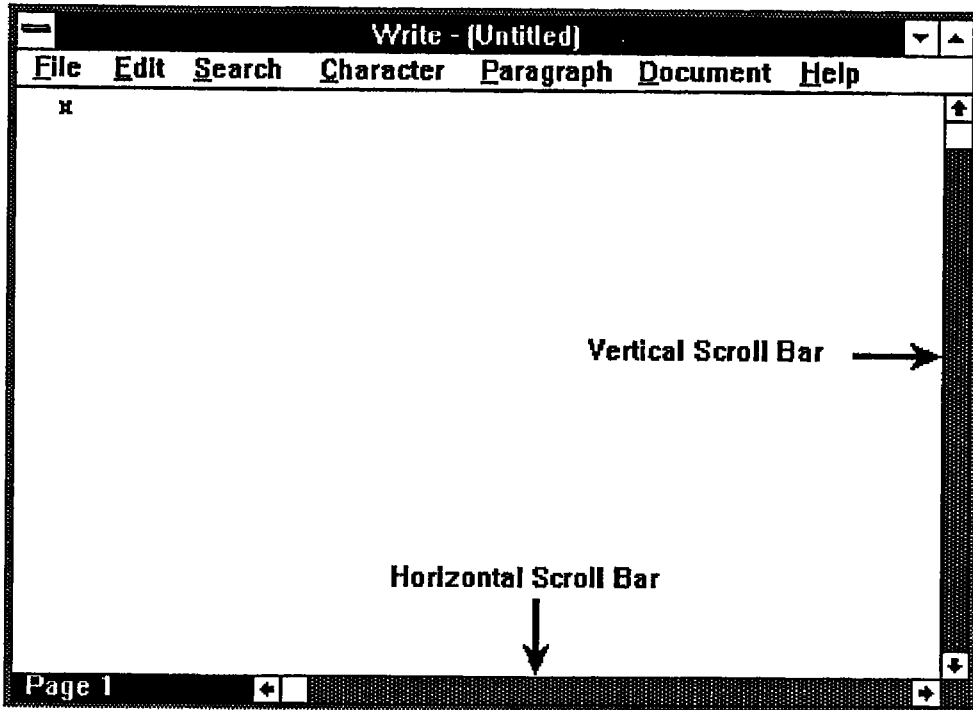 Write - (Untitled)
File Edit Search Character Paragraph Document Help
¤
Vertical Scroll Bar
Horizontal Scroll Bar
Page 1